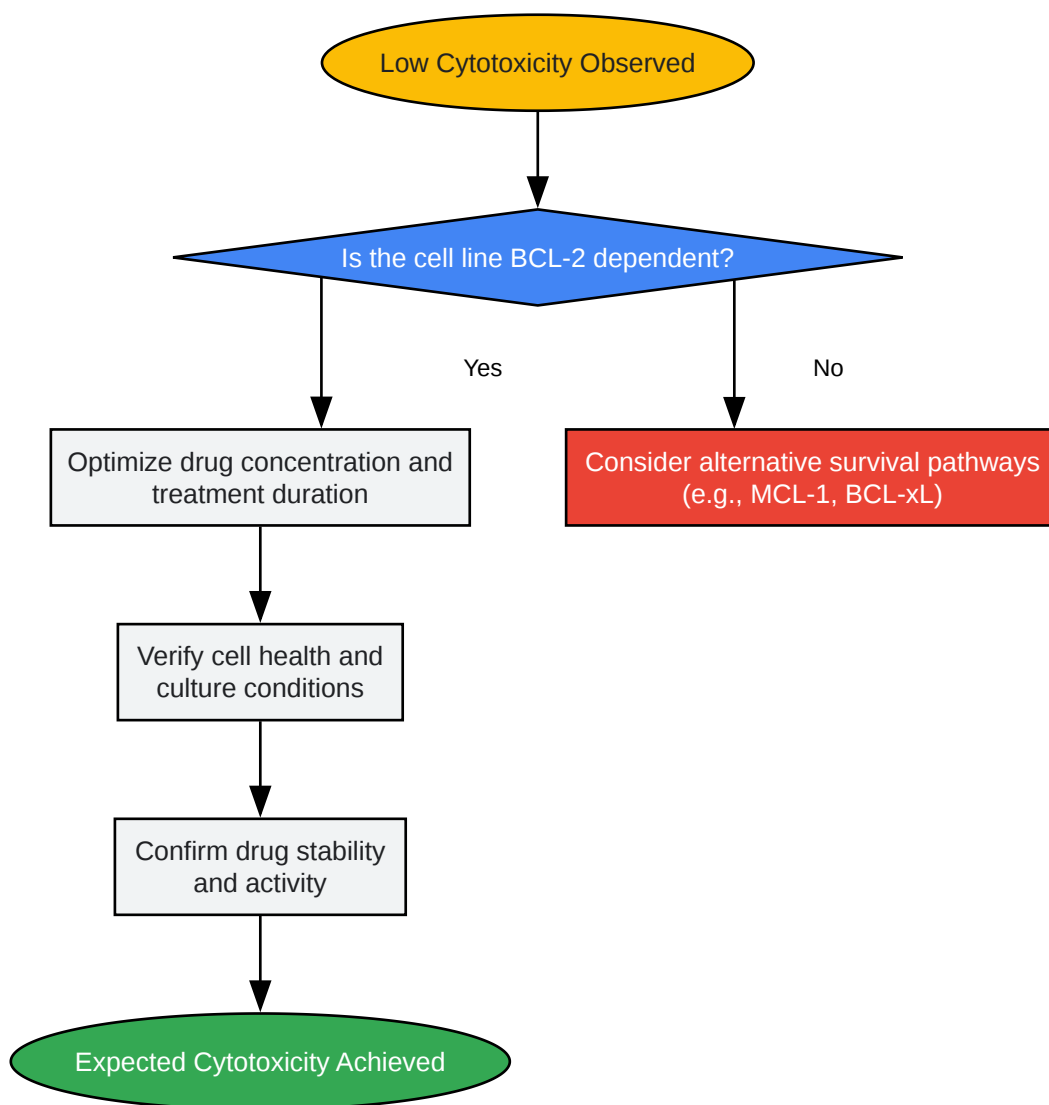 Low Cytotoxicity Observed
Is the cell line BCL-2 dependent?
Yes
No
Optimize drug concentration and
treatment duration
Consider alternative survival pathways
(e.g., MCL-1, BCL-xL)
Verify cell health and
culture conditions
Confirm drug stability
and activity
Expected Cytotoxicity Achieved